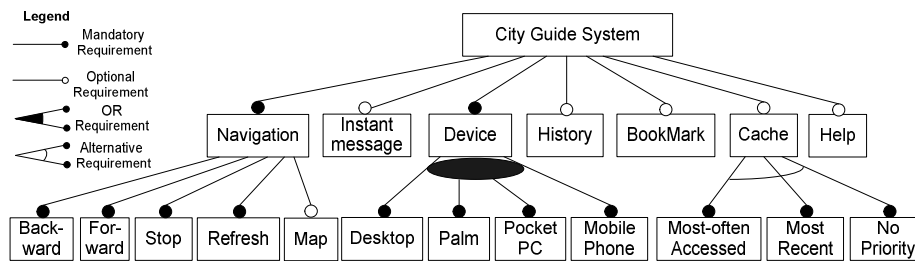 Legend
Mandatory
Requirement
Optional
Requirement
OR
Requirement
Alternative
Requirement
City Guide System
Navigation
Instant
message
Device
History
BookMark
Cache
Help
Back-
ward
For-
ward
Stop
Refresh
Map
Desktop
Palm
Pocket
PC
Mobile
Phone
Most-often
Accessed
Most
Recent
No
Priority